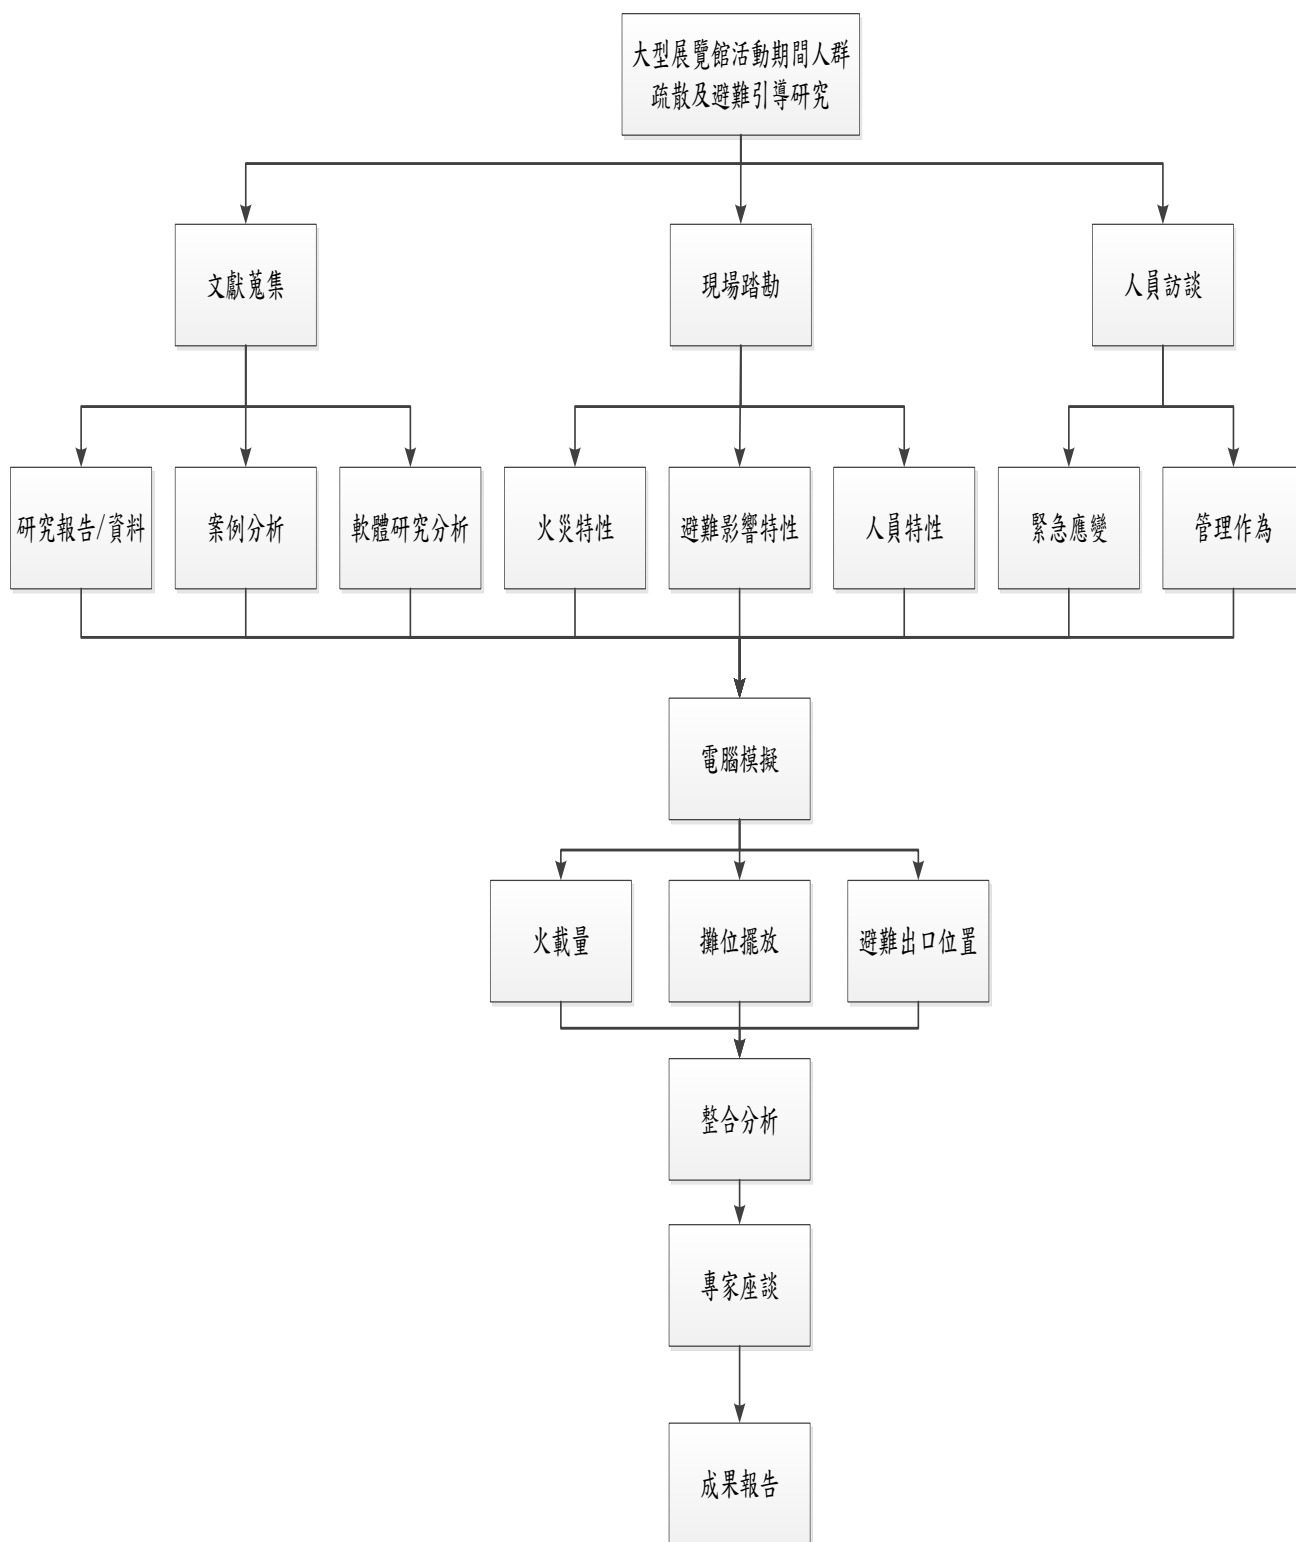 大型展覽館活動期間人群
疏散及避難引導研究
文獻蒐集
現場踏勘
人員訪談
研究報告/資料
案例分析
軟體研究分析
火災特性
避難影響特性
人員特性
緊急應變
管理作為
電腦模擬
火載量
攤位擺放
避難出口位置
整合分析
專家座談
成果報告